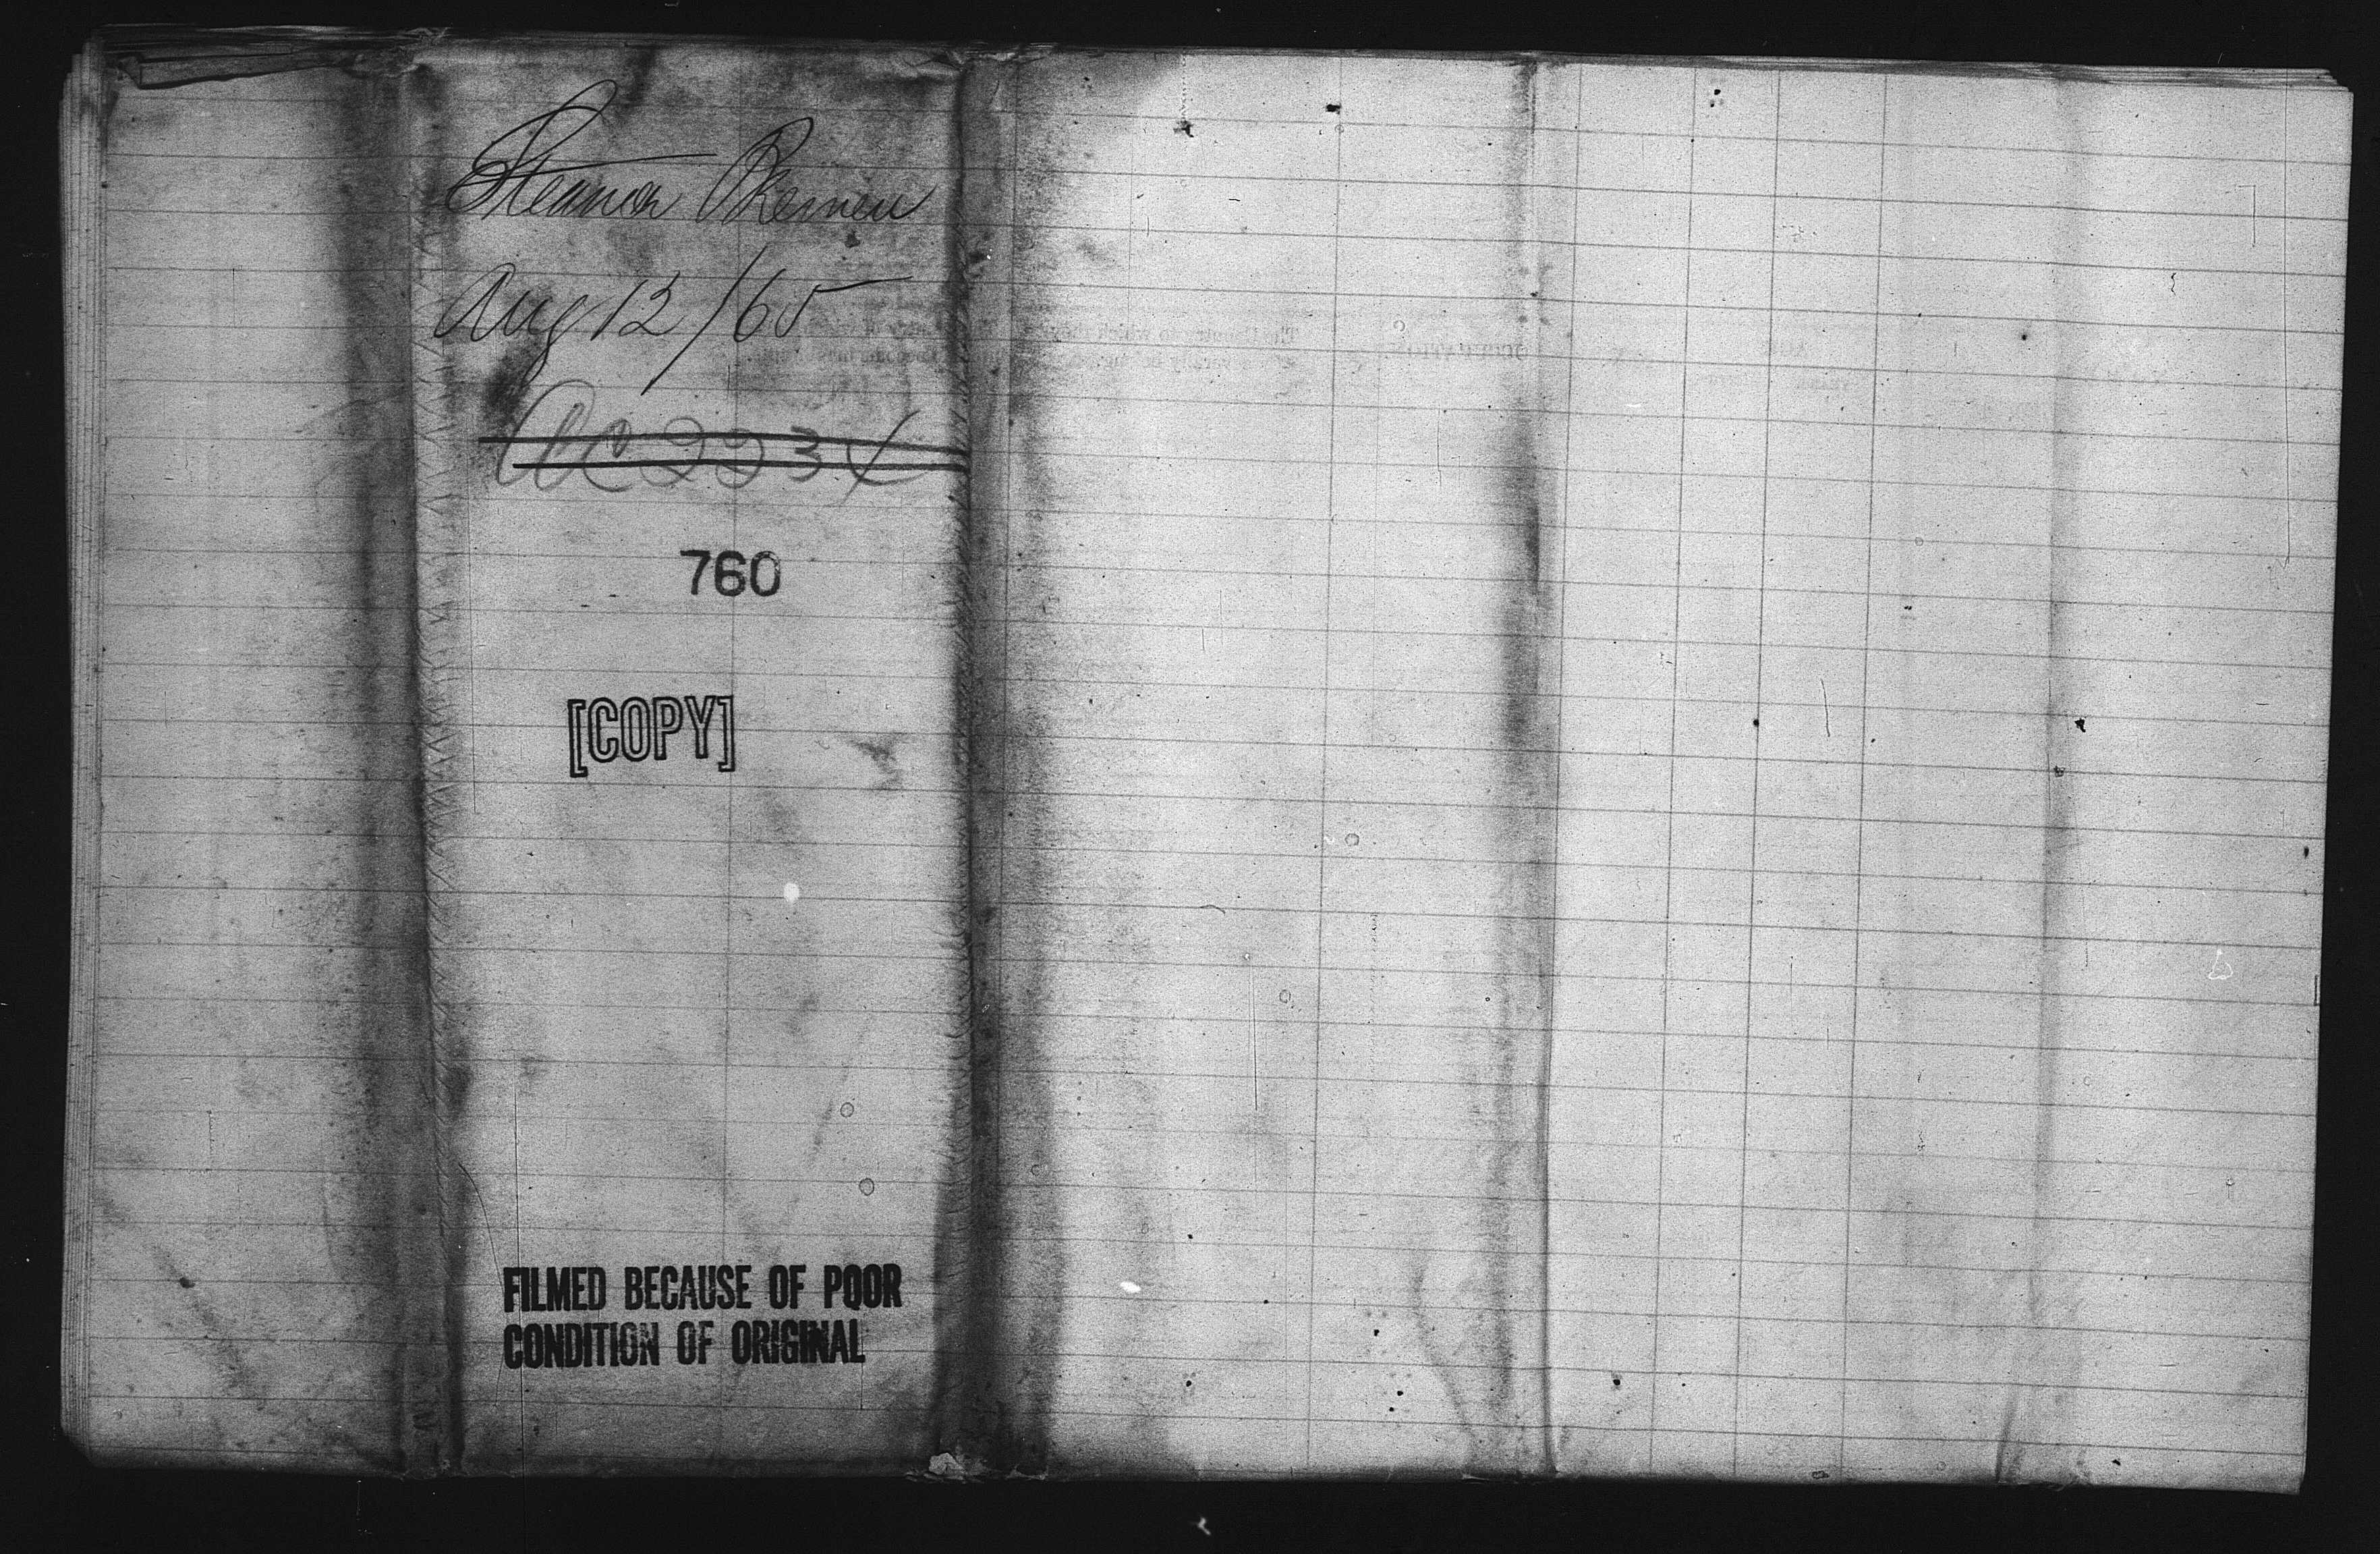 Steamer Bremen
Aug 12/65
760
[COPY]
FILMED BECAUSE OF POOR
CONDITION OF ORIGINAL